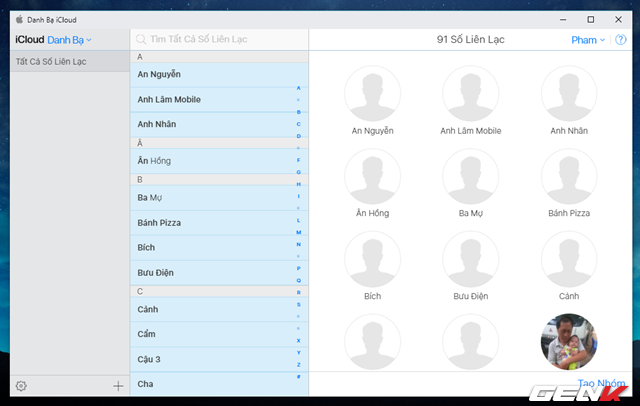 Danh Bạ iCloud
iCloud Danh Bạ
Tìm Tất Cả Số Liên Lạc
91 Số Liên Lạc
Pham
?
Tất Cả Số Liên Lạc
A
An Nguyễn
Anh Lâm Mobile
Anh Nhân
Â
Ân Hồng
B
Ba Mụ
Bánh Pizza
Bích
Bưu Điện
C
Cảnh
Cẩm
Cậu 3
Cha
A
B
C
D
F
G
H
I
L
M
N
P
Q
R
S
X
Y
Z
#
An Nguyễn
Anh Lâm Mobile
Anh Nhân
Ân Hồng
Ba Mụ
Bánh Pizza
Bích
Bưu Điện
Cảnh
Tạo Nhóm
GENK